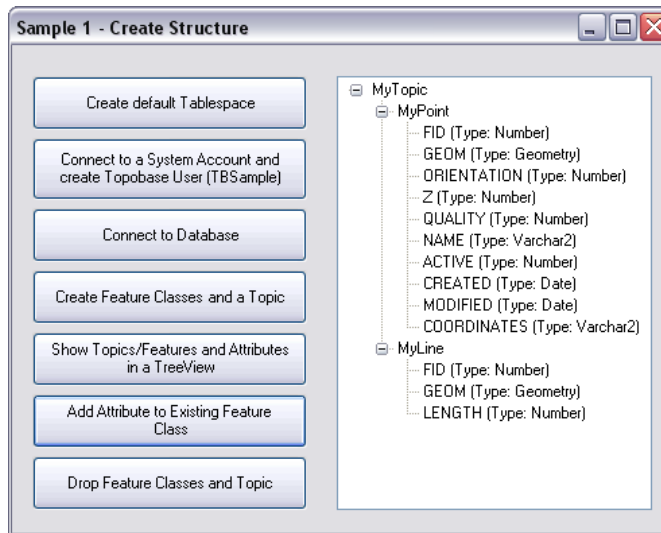 Sample 1 - Create Structure
Create default Tablespace
Connect to a System Account and
create Topobase User (TBSample)
Connect to Database
Create Feature Classes and a Topic
Show Topics/Features and Attributes
in a TreeView
Add Attribute to Existing Feature
Class
Drop Feature Classes and Topic
MyTopic
MyPoint
FID (Type: Number)
GEOM (Type: Geometry)
ORIENTATION (Type: Number)
Z (Type: Number)
QUALITY (Type: Number)
NAME (Type: Varchar2)
ACTIVE (Type: Number)
CREATED (Type: Date)
MODIFIED (Type: Date)
COORDINATES (Type: Varchar2)
MyLine
FID (Type: Number)
GEOM (Type: Geometry)
LENGTH (Type: Number)